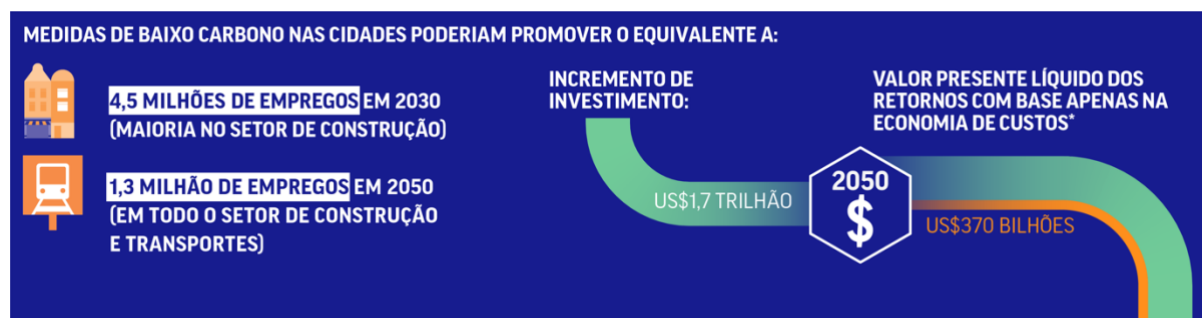 MEDIDAS DE BAIXO CARBONO NAS CIDADES PODERIAM PROMOVER O EQUIVALENTE A:
4,5 MILHÕES DE EMPREGOS EM 2030
(MAIORIA NO SETOR DE CONSTRUÇÃO)
1,3 MILHÃO DE EMPREGOS EM 2050
(EM TODO O SETOR DE CONSTRUÇÃO
E TRANSPORTES)
INCREMENTO DE
INVESTIMENTO:
US$1,7 TRILHÃO
2050
$
VALOR PRESENTE LÍQUIDO DOS
RETORNOS COM BASE APENAS NA
ECONOMIA DE CUSTOS*
US$370 BILHÕES